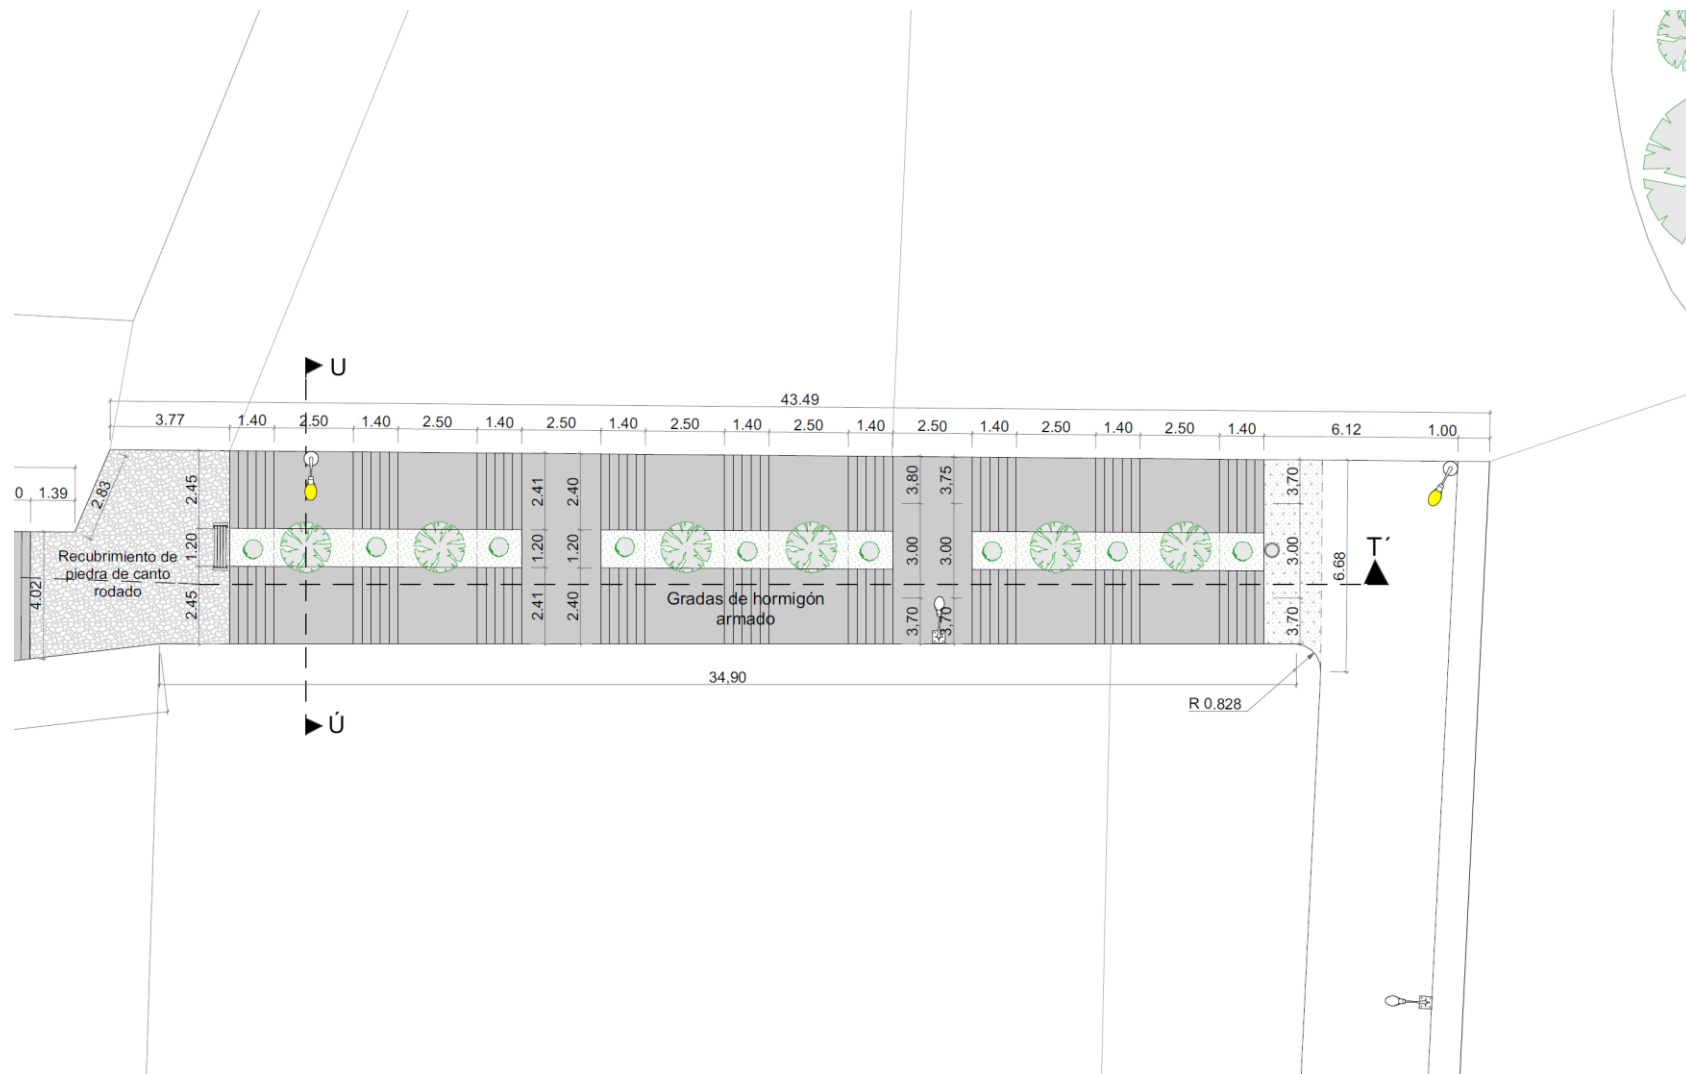 U
43.49
3.77 1.40 2.50 1.40 2.50 1.40 2.50 1.40 2.50 1.40 2.50 1.40 2.50 1.40 2.50 1.40 2.50 1.40 6.12 1.00
0 1.39
2.83
2.45
2.41
2.40
3.80
3,75
3,70
1.20
1.20
1.20
3.00
3.00
3.00
Recubrimiento de
piedra de canto
rodado
4.02
2.45
2.41
2.40
Gradas de hormigón
armado
3,70
3,70
3,70
6.68
T´
34,90
R 0.828
Ú